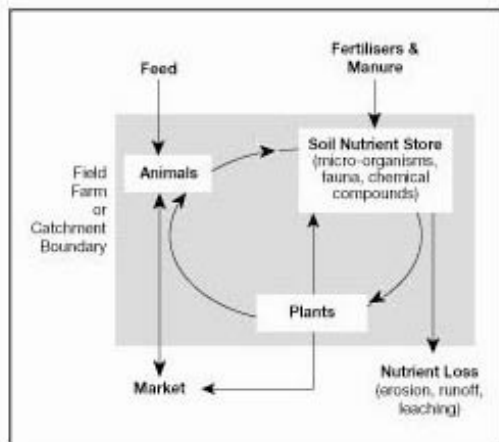 Feed
Fertilisers &
Manure
Field
Farm
or
Catchment
Boundary
Animals
Soil Nutrient Store
(micro-organisms,
fauna, chemical
compounds)
Plants
Market
Nutrient Loss
(erosion, runoff,
leaching)